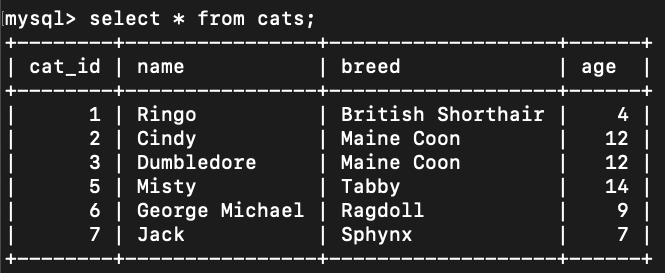 mysql> select * from cats;
+--------+----------------+-------------------+------+
| cat_id | name           | breed             | age  |
+--------+----------------+-------------------+------+
|      1 | Ringo          | British Shorthair |    4 |
|      2 | Cindy          | Maine Coon        |   12 |
|      3 | Dumbledore     | Maine Coon        |   12 |
|      5 | Misty          | Tabby             |   14 |
|      6 | George Michael | Ragdoll           |    9 |
|      7 | Jack           | Sphynx            |    7 |
+--------+----------------+-------------------+------+